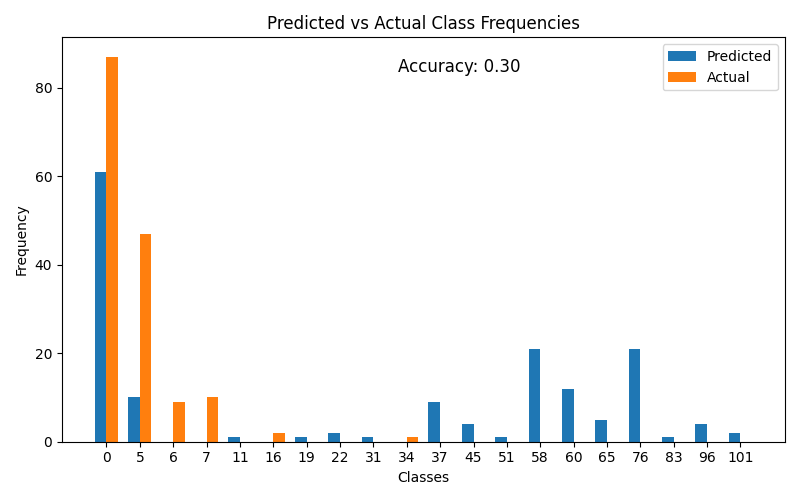 Predicted vs Actual Class Frequencies
Accuracy: 0.30
Predicted
Actual
Frequency
80
60
40
20
0
0 5 6 7 11 16 19 22 31 34 37 45 51 58 60 65 76 83 96 101
Classes